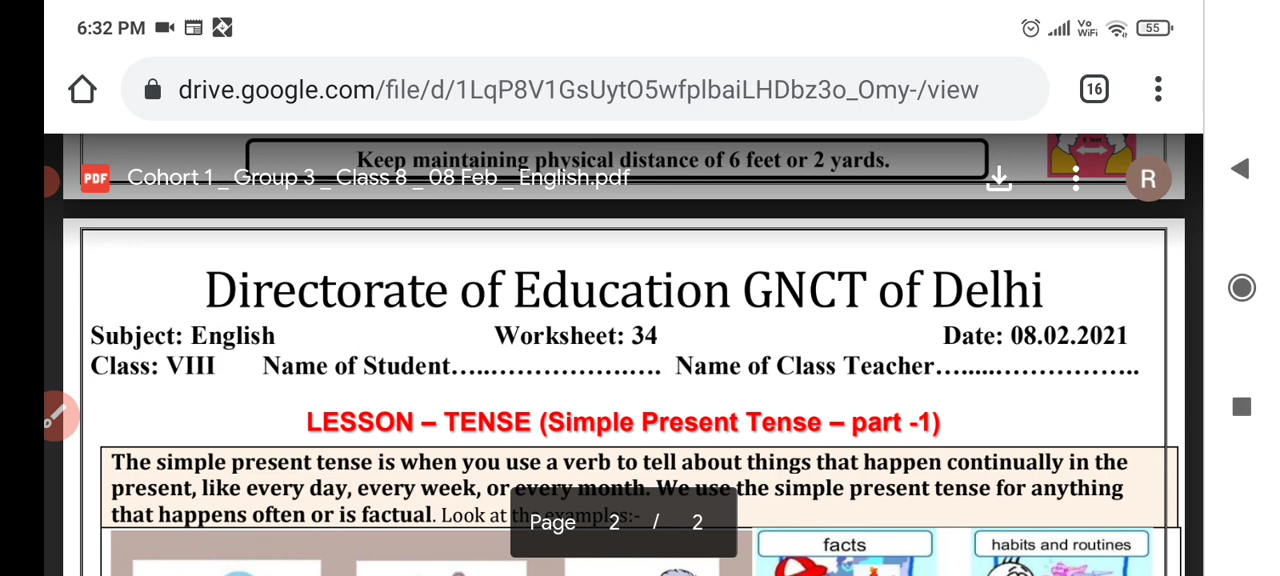 6:32 PM
Vo
WiFi
55
drive.google.com/file/d/1LqP8V1GsUytO5wfplbaiLHDbz3o_Omy-/view
16
Keep maintaining physical distance of 6 feet or 2 yards.
PDF Cohort 1 _ Group 3 _ Class 8 _ 08 Feb _ English.pdf
R
Directorate of Education GNCT of Delhi
Subject: English Worksheet: 34 Date: 08.02.2021
Class: VIII Name of Student…..……………..…. Name of Class Teacher….....……………..
LESSON – TENSE (Simple Present Tense – part -1)
The simple present tense is when you use a verb to tell about things that happen continually in the
present, like every day, every week, or every month. We use the simple present tense for anything
that happens often or is factual. Look at the examples:-
Page 2 / 2
facts
habits and routines